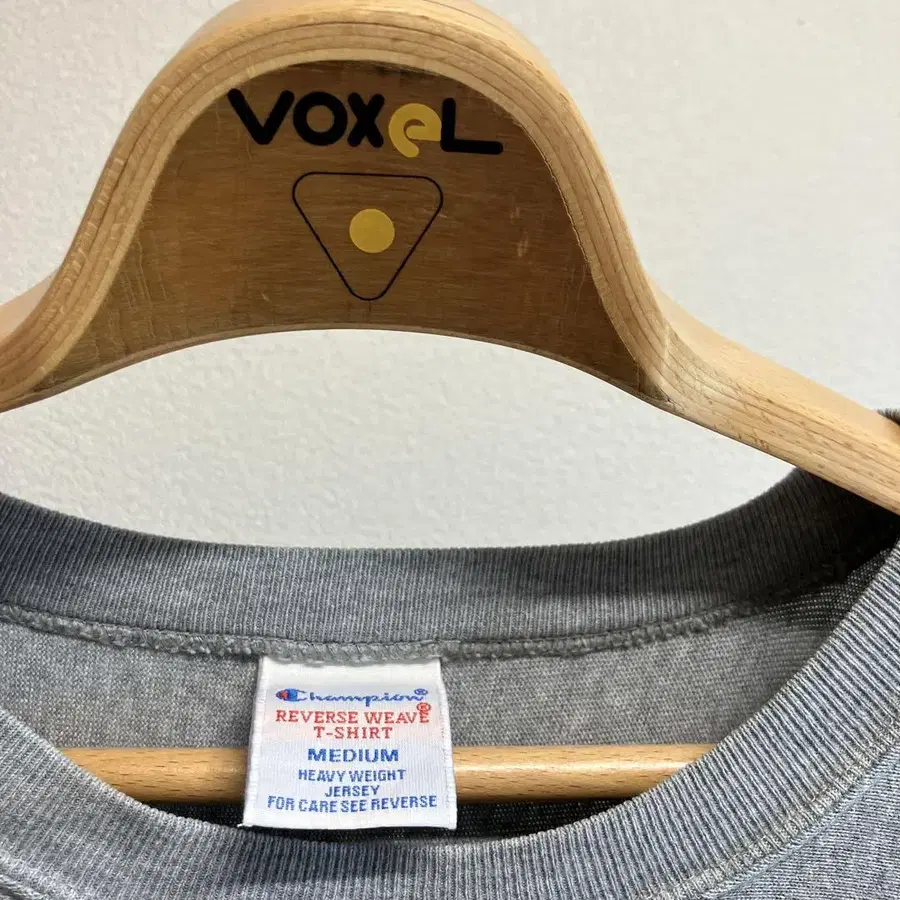 VOXeL
Champion®
REVERSE WEAVE®
T-SHIRT
MEDIUM
HEAVY WEIGHT
JERSEY
FOR CARE SEE REVERSE